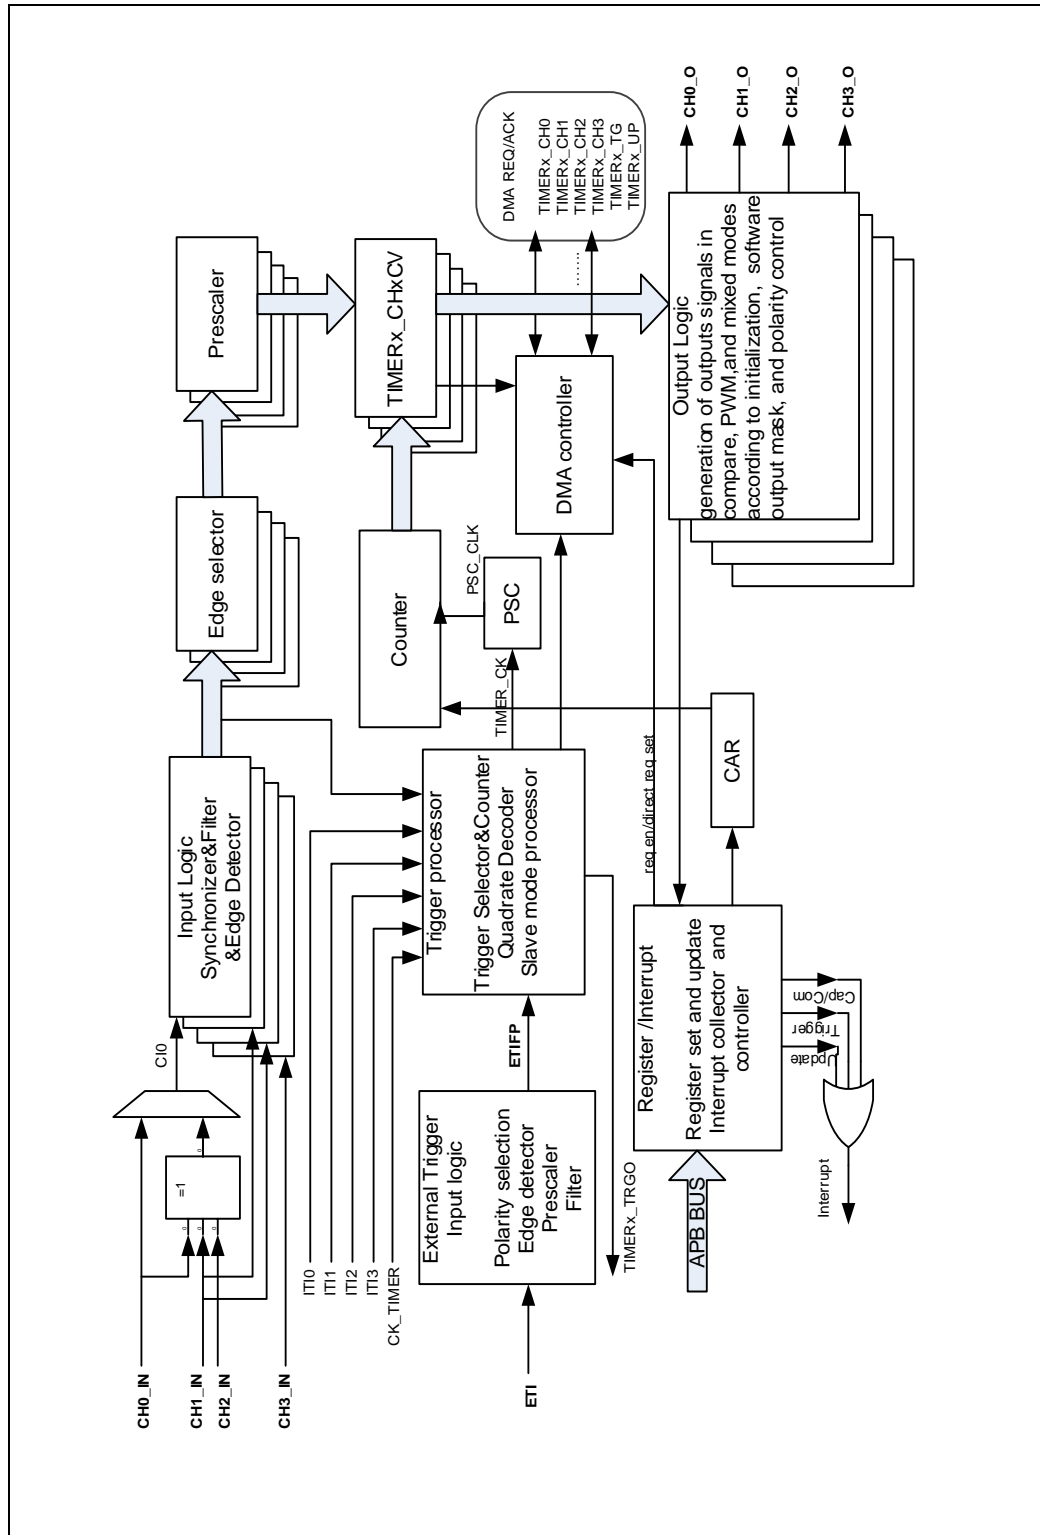 CH0_IN
CH1_IN
CH2_IN
CH3_IN
=1
CI0
Input Logic
Synchronizer&Filter
&Edge Detector
Edge selector
Prescaler
ITI0
ITI1
ITI2
ITI3
CK_TIMER
Trigger processor
Trigger Selector&Counter
Quadrate Decoder
Slave mode processor
TIMER_CK
PSC
PSC_CLK
Counter
TIMERx_CHxCV
DMA REQ/ACK
TIMERx_CH0
TIMERx_CH1
TIMERx_CH2
TIMERx_CH3
TIMERx_TG
TIMERx_UP
........
DMA controller
ETI
External Trigger
Input logic
Polarity selection
Edge detector
Prescaler
Filter
ETIFP
TIMERx_TRGO
APB BUS
Register /Interrupt
Register set and update
Interrupt collector and
controller
req en/direct req set
CAR
Update
Trigger
Cap/Com
Interrupt
Output Logic
generation of outputs signals in
compare, PWM,and mixed modes
according to initialization, software
output mask, and polarity control
CH0_O
CH1_O
CH2_O
CH3_O